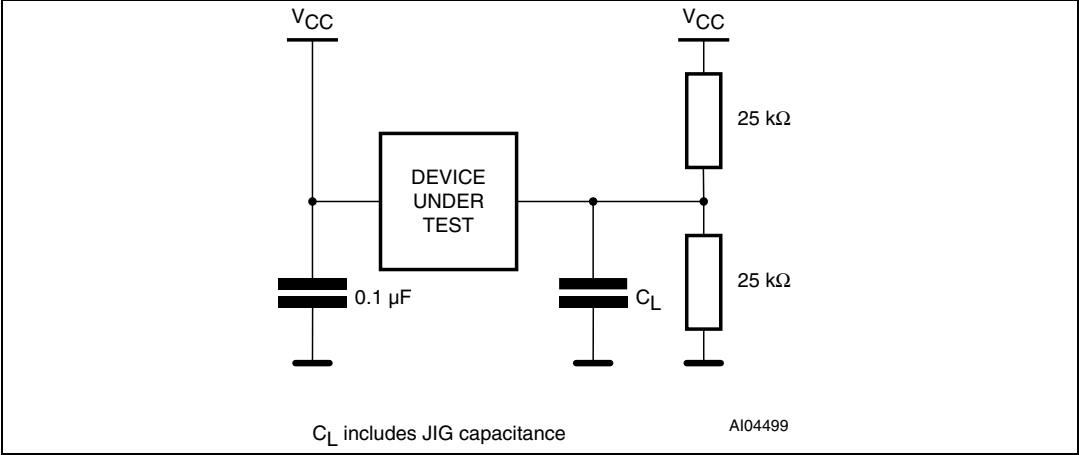 VCC
VCC
25 kΩ
DEVICE
UNDER
TEST
25 kΩ
0.1 µF
CL
CL includes JIG capacitance
AI04499